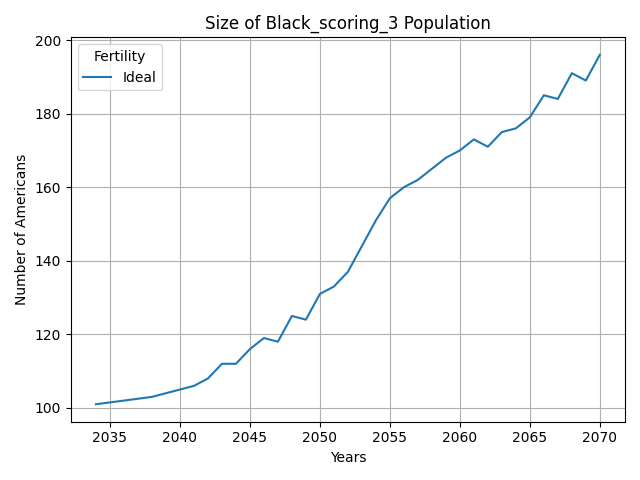 Size of Black_scoring_3 Population
Fertility
Ideal
Number of Americans
200
180
160
140
120
100
2035 2040 2045 2050 2055 2060 2065 2070
Years